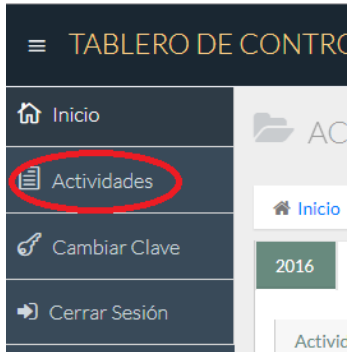 TABLERO DE CONTRO
Inicio
AC
Actividades
Inicio
Cambiar Clave
2016
Cerrar Sesión
Activid